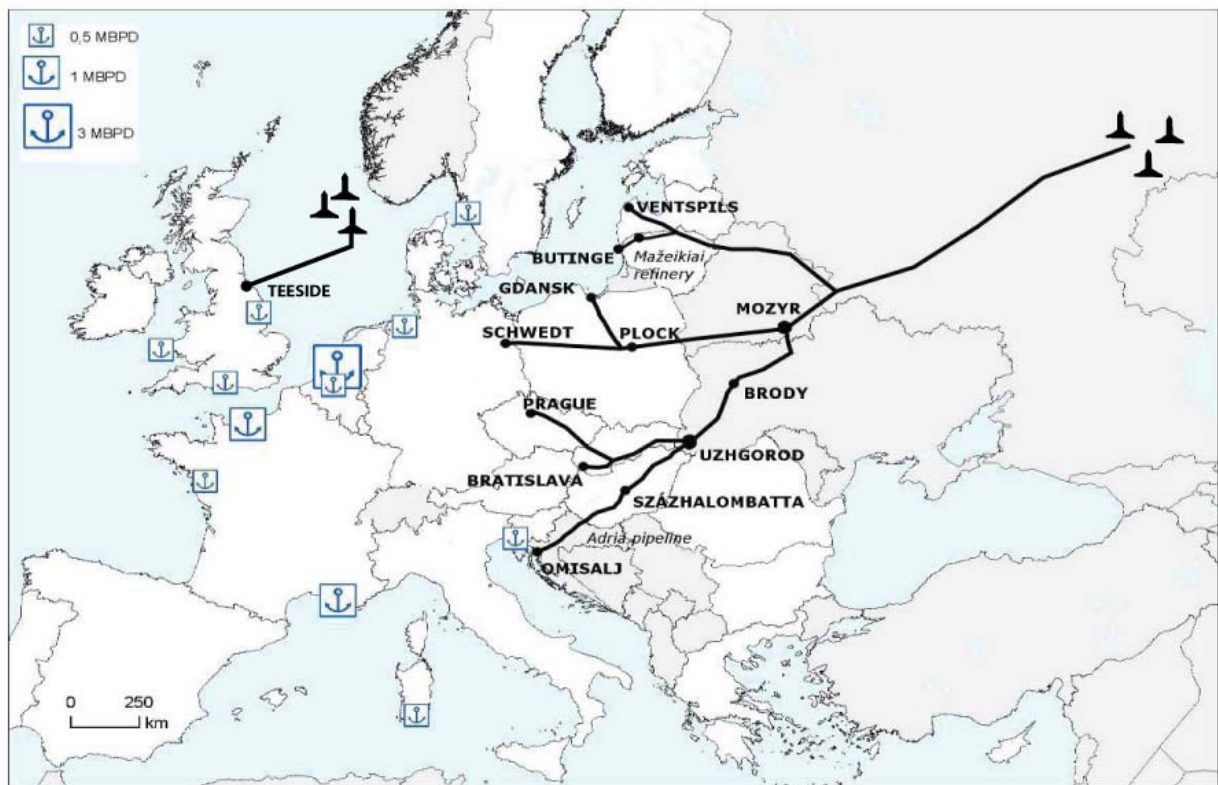 0,5 MBPD
1 MBPD
3 MBPD
VENTSPILS
BUTINGE
Mažeikiai
refinery
GDANSK
TEESIDE
MOZYR
SCHWEDT
PLOCK
BRODY
PRAGUE
UZHGOROD
BRATISLAVA
SZÁZHALOMBATTA
Adria pipeline
OMISALJ
0 250
km